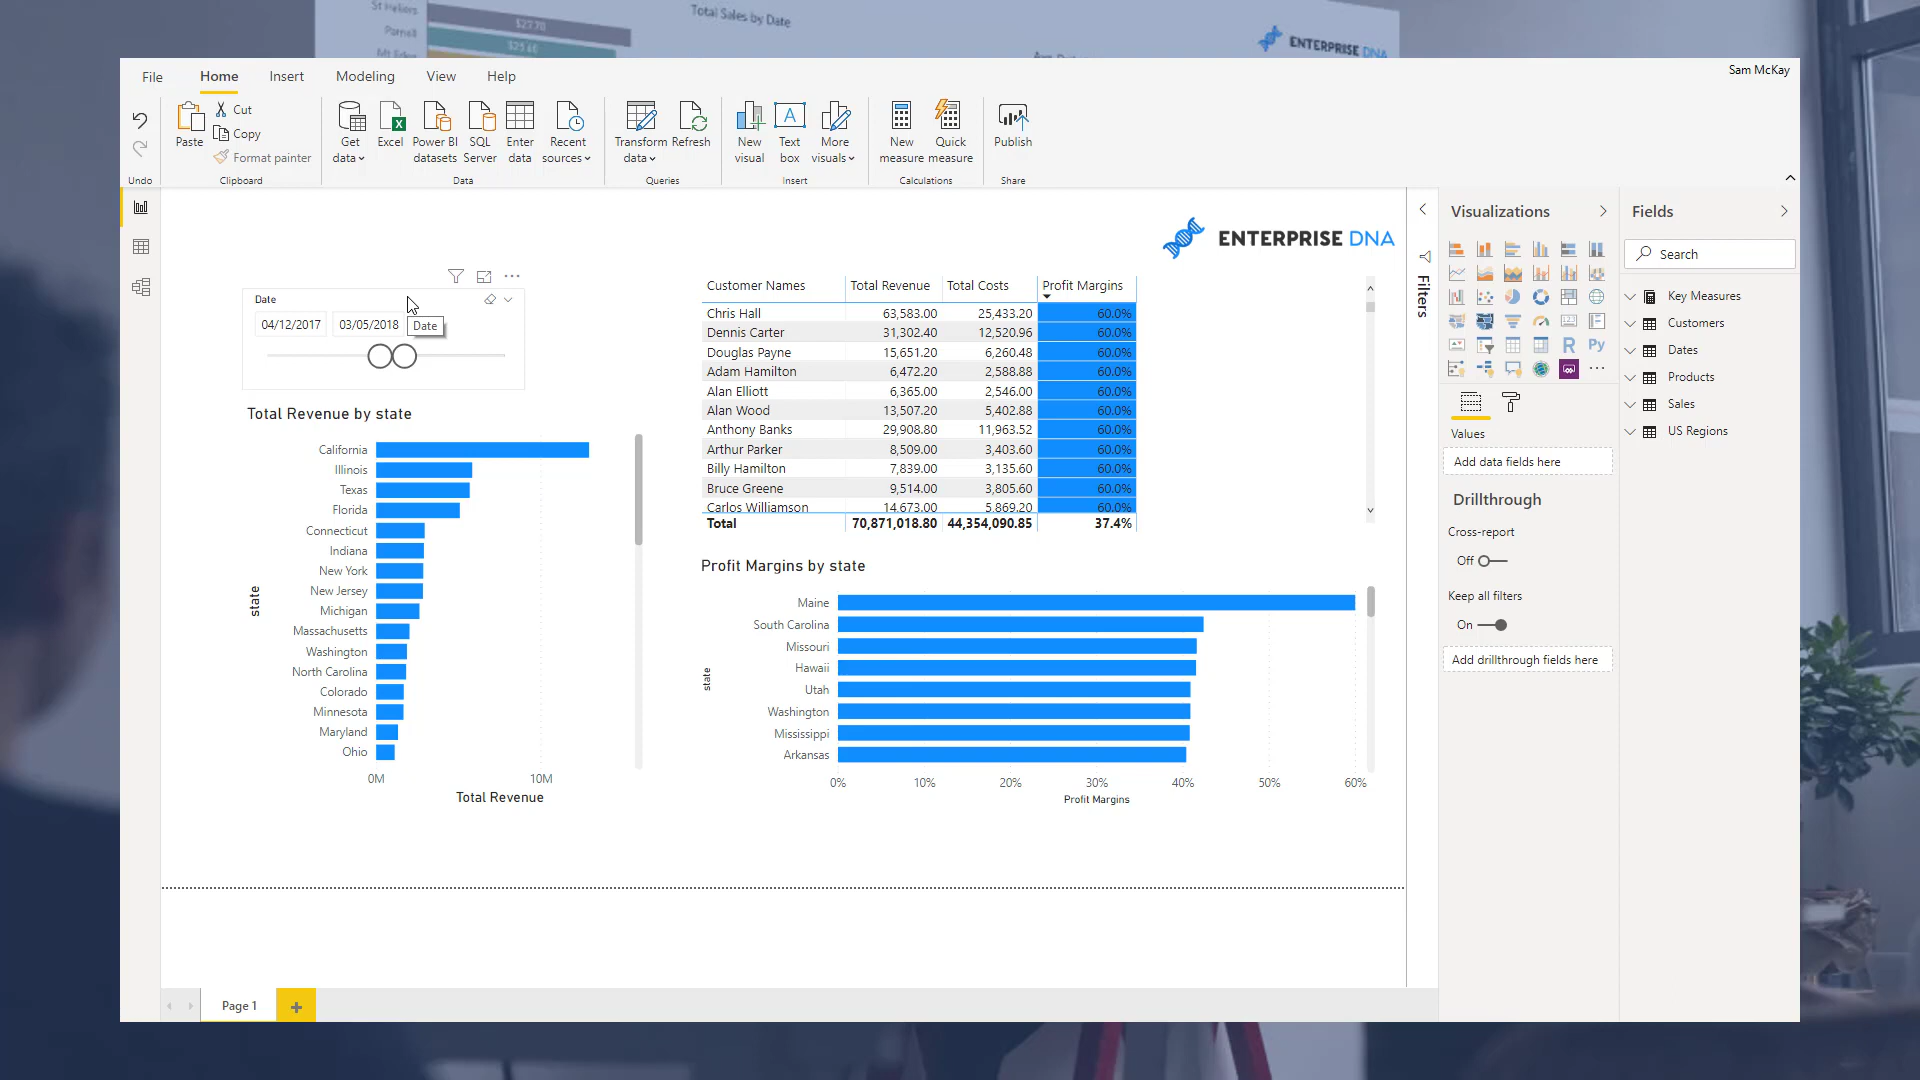 St Heliers
$27.70
Total Sales by Date
Parnell
$25.60
ENTERPRISE DNA
Sam McKay
File
Home
Insert
Modeling
View
Help
Undo
Paste
Cut
Copy
Format painter
Clipboard
Get data
Excel
Power BI datasets
SQL Server
Enter data
Recent sources
Data
Transform data
Refresh
Queries
New visual
Text box
More visuals
Insert
New measure
Quick measure
Calculations
Publish
Share
ENTERPRISE DNA
Date
04/12/2017 03/05/2018
Date
Total Revenue by state
California
Illinois
Texas
Florida
Connecticut
Indiana
New York
New Jersey
Michigan
Massachusetts
Washington
North Carolina
Colorado
Minnesota
Maryland
Ohio
state
0M 10M
Total Revenue
Customer Names Total Revenue Total Costs Profit Margins
Chris Hall 63,583.00 25,433.20 60.0%
Dennis Carter 31,302.40 12,520.96 60.0%
Douglas Payne 15,651.20 6,260.48 60.0%
Adam Hamilton 6,472.20 2,588.88 60.0%
Alan Elliott 6,365.00 2,546.00 60.0%
Alan Wood 13,507.20 5,402.88 60.0%
Anthony Banks 29,908.80 11,963.52 60.0%
Arthur Parker 8,509.00 3,403.60 60.0%
Billy Hamilton 7,839.00 3,135.60 60.0%
Bruce Greene 9,514.00 3,805.60 60.0%
Carlos Williamson 14,673.00 5,869.20 60.0%
Total 70,871,018.80 44,354,090.85 37.4%
Profit Margins by state
Maine
South Carolina
Missouri
Hawaii
Utah
Washington
Mississippi
Arkansas
state
0% 10% 20% 30% 40% 50% 60%
Profit Margins
Filters
Visualizations
R
Py
Values
Add data fields here
Drillthrough
Cross-report
Off
Keep all filters
On
Add drillthrough fields here
Fields
Search
Key Measures
Customers
Dates
Products
Sales
US Regions
Page 1